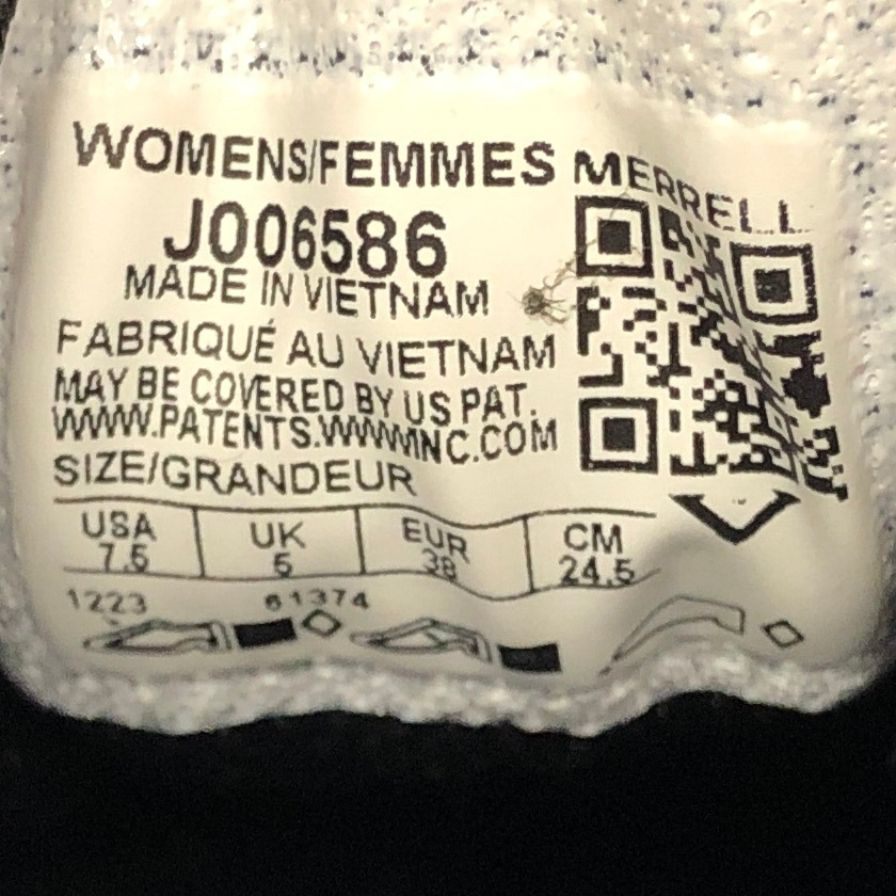 WOMENS/FEMMES MERRELL
J006586
MADE IN VIETNAM
FABRIQUÉ AU VIETNAM
MAY BE COVERED BY US PAT.
WWW.PATENTS.WWWINC.COM
SIZE/GRANDEUR
USA UK EUR CM
7.5 5 38 24.5
1223 61374